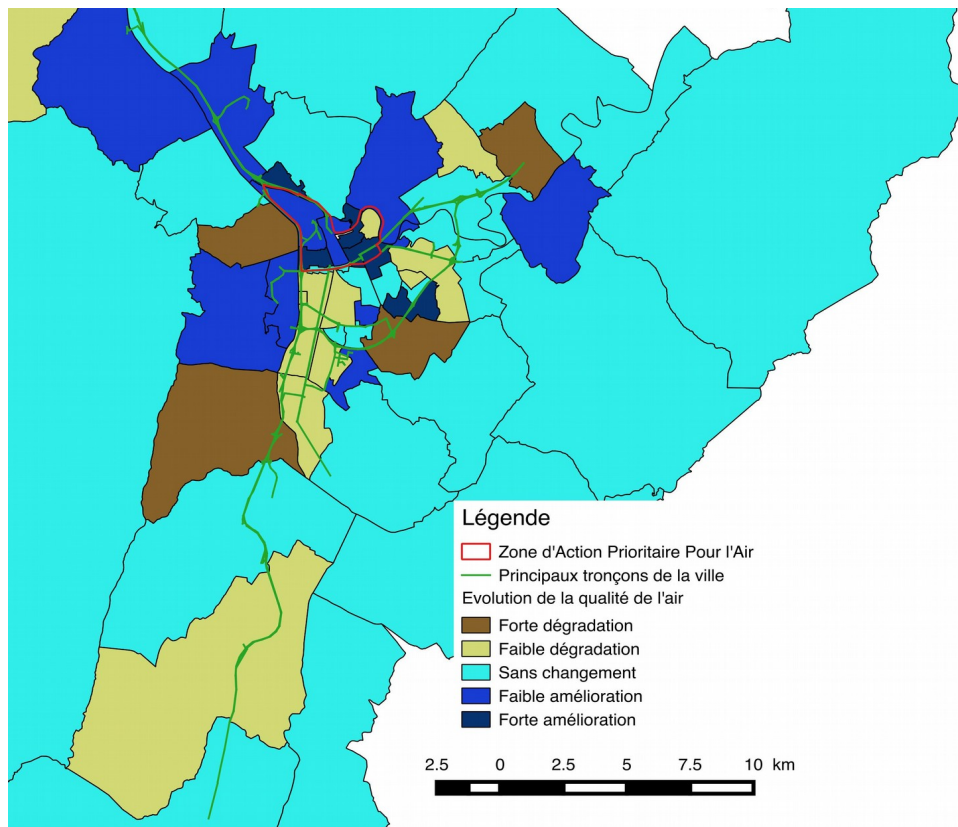 Légende
Zone d'Action Prioritaire Pour l'Air
Principaux tronçons de la ville
Evolution de la qualité de l'air
Forte dégradation
Faible dégradation
Sans changement
Faible amélioration
Forte amélioration
2.5 0 2.5 5 7.5 10 km